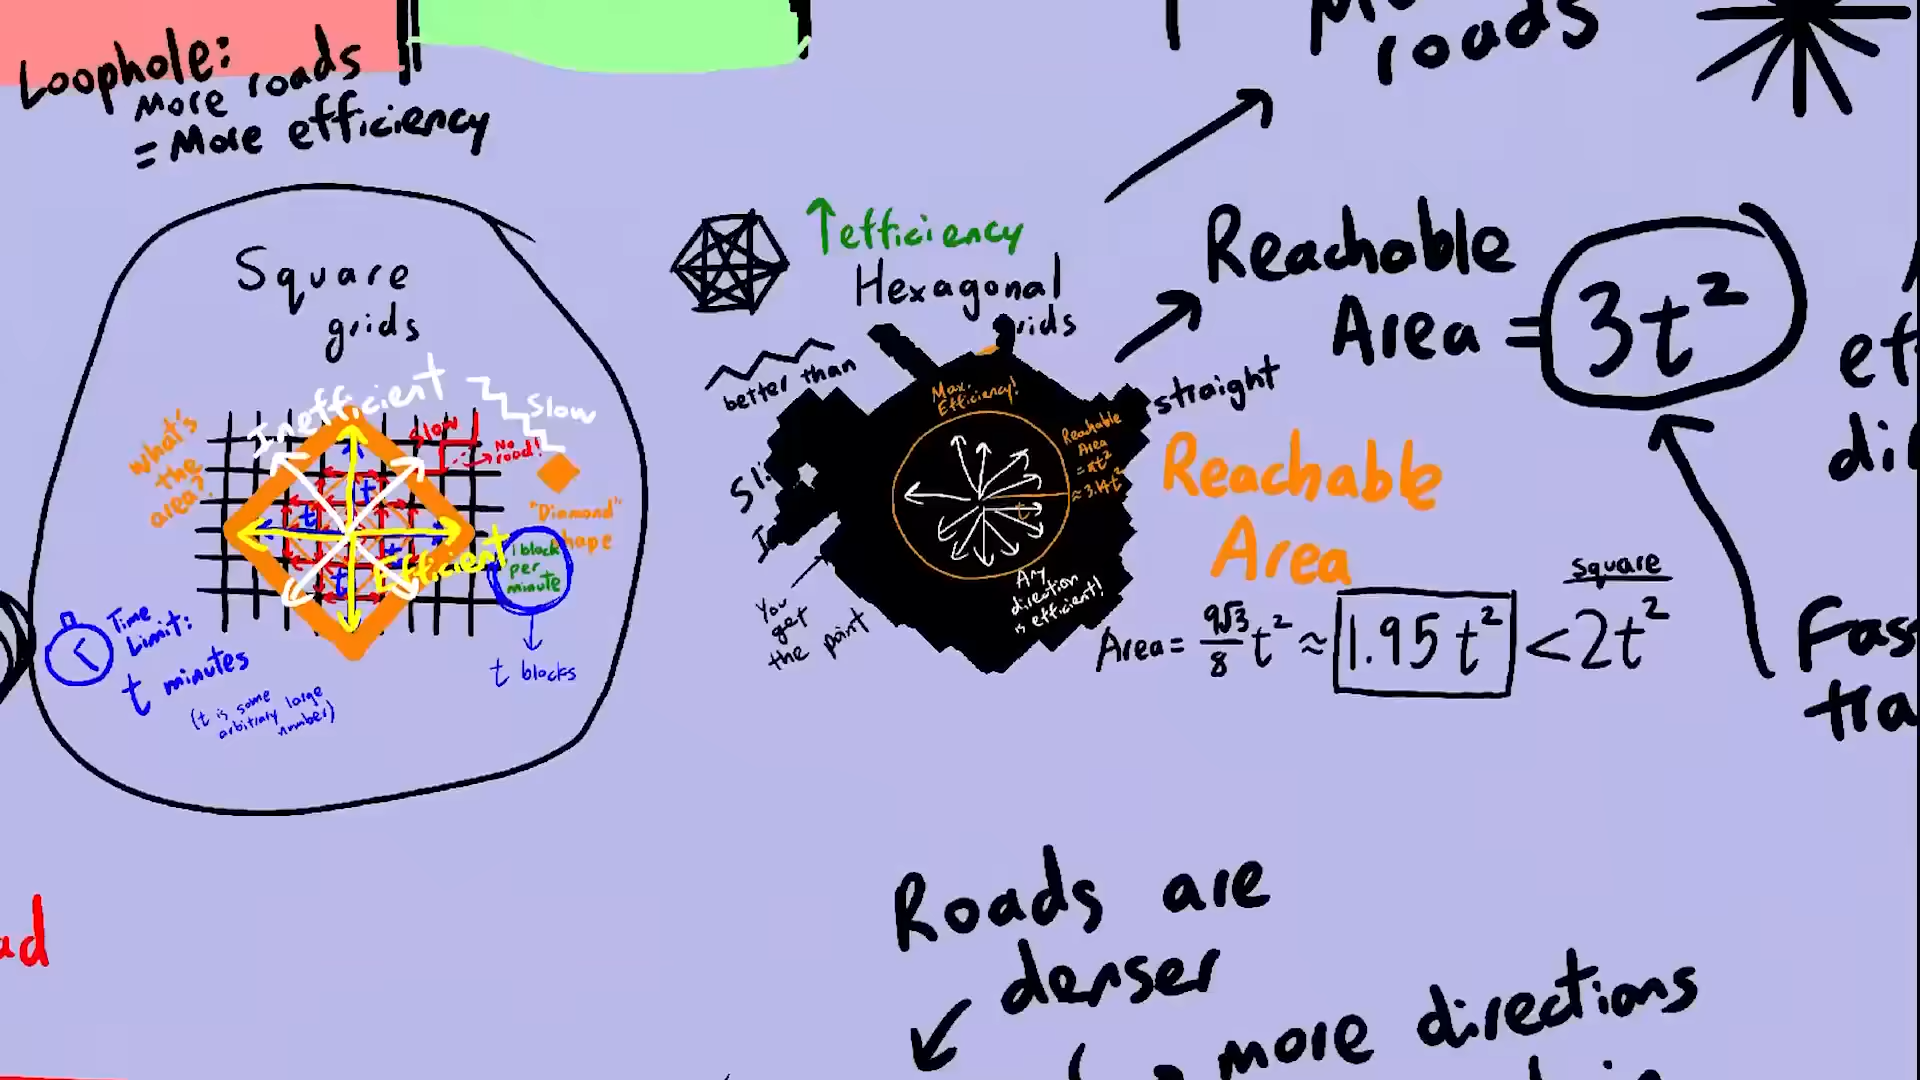 Loophole:
More roads
= More efficiency
roads
Square
grids
Inefficient
Slow
Slow
No
road!
What's
the
area?
t
t
t
t
Efficient
"Diamond"
1 block
per
minute
t blocks
Time
Limit:
t minutes
(t is some
arbitrary large
number)
↑efficiency
Hexagonal
better than
straight
Max.
Efficiency!
Reachable
Area
= πt²
≈ 3.14t²
t
Any
direction
is efficient!
You
get
the point
Reachable
Area = 3t²
Reachable
Area
square
Area = 9√3/8 t² ≈ 1.95 t² < 2t²
Roads are
denser
more directions